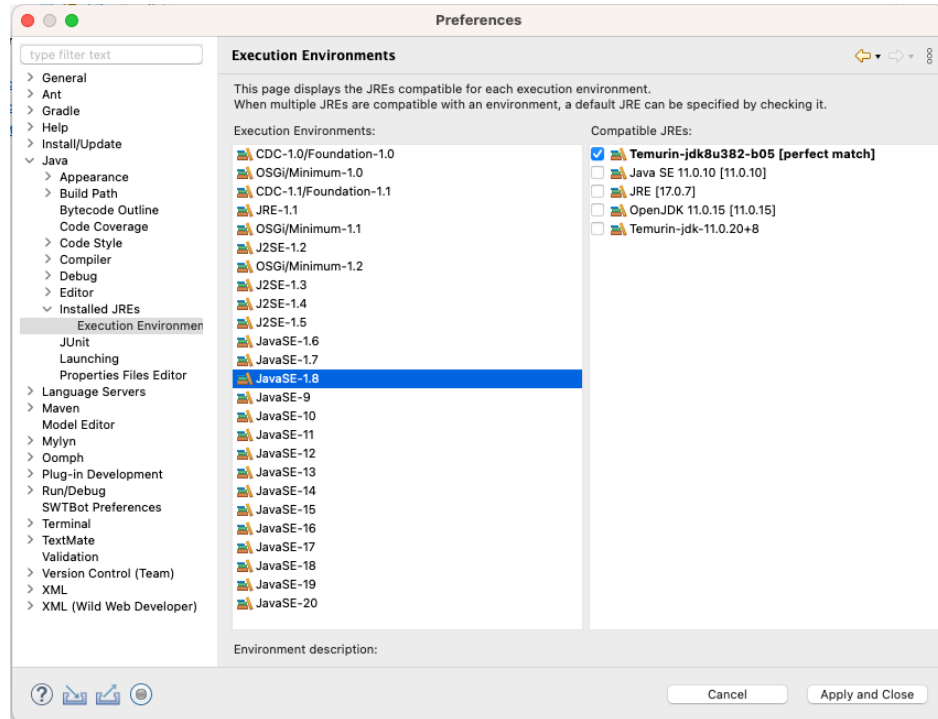 Preferences
type filter text
General
Ant
Gradle
Help
Install/Update
Java
Appearance
Build Path
Bytecode Outline
Code Coverage
Code Style
Compiler
Debug
Editor
Installed JREs
Execution Environmen
JUnit
Launching
Properties Files Editor
Language Servers
Maven
Model Editor
Mylyn
Oomph
Plug-in Development
Run/Debug
SWTBot Preferences
Terminal
TextMate
Validation
Version Control (Team)
XML
XML (Wild Web Developer)
Execution Environments
This page displays the JREs compatible for each execution environment.
When multiple JREs are compatible with an environment, a default JRE can be specified by checking it.
Execution Environments:
CDC-1.0/Foundation-1.0
OSGi/Minimum-1.0
CDC-1.1/Foundation-1.1
JRE-1.1
OSGi/Minimum-1.1
J2SE-1.2
OSGi/Minimum-1.2
J2SE-1.3
J2SE-1.4
J2SE-1.5
JavaSE-1.6
JavaSE-1.7
JavaSE-1.8
JavaSE-9
JavaSE-10
JavaSE-11
JavaSE-12
JavaSE-13
JavaSE-14
JavaSE-15
JavaSE-16
JavaSE-17
JavaSE-18
JavaSE-19
JavaSE-20
Compatible JREs:
Temurin-jdk8u382-b05 [perfect match]
Java SE 11.0.10 [11.0.10]
JRE [17.0.7]
OpenJDK 11.0.15 [11.0.15]
Temurin-jdk-11.0.20+8
Environment description:
?
Cancel
Apply and Close